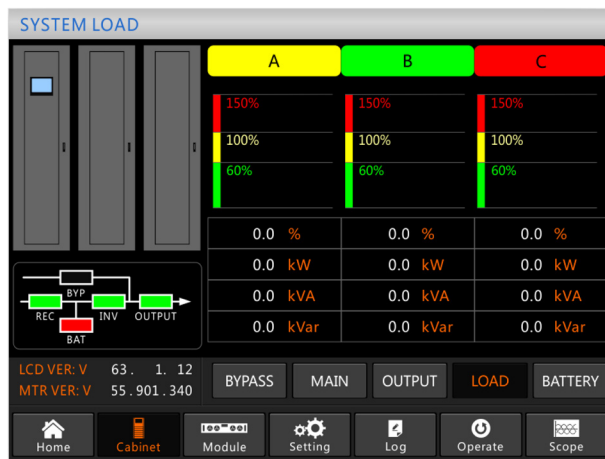 SYSTEM LOAD
A B C
150% 150% 150%
100% 100% 100%
60% 60% 60%
0.0 % 0.0 % 0.0 %
0.0 kW 0.0 kW 0.0 kW
0.0 kVA 0.0 kVA 0.0 kVA
0.0 kVar 0.0 kVar 0.0 kVar
BYP
REC INV OUTPUT
BAT
LCD VER: V 63. 1. 12
MTR VER: V 55.901.340
BYPASS MAIN OUTPUT LOAD BATTERY
Home Cabinet Module Setting Log Operate Scope